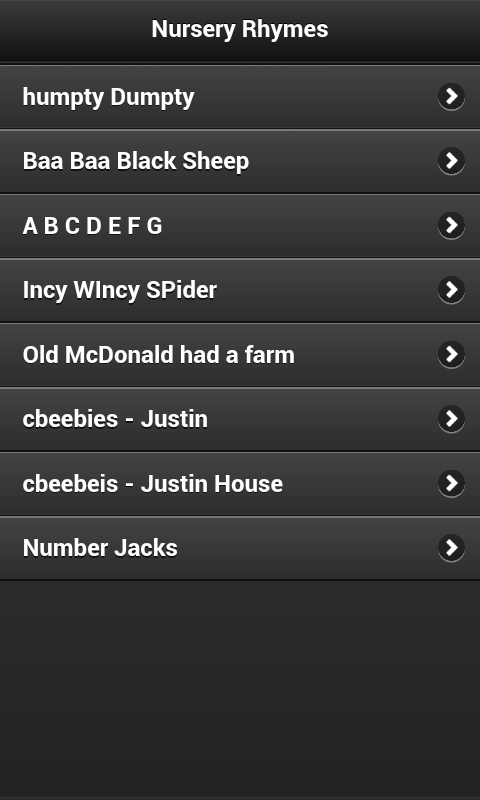 Nursery Rhymes
humpty Dumpty
Baa Baa Black Sheep
A B C D E F G
Incy WIncy SPider
Old McDonald had a farm
cbeebies - Justin
cbeebeis - Justin House
Number Jacks